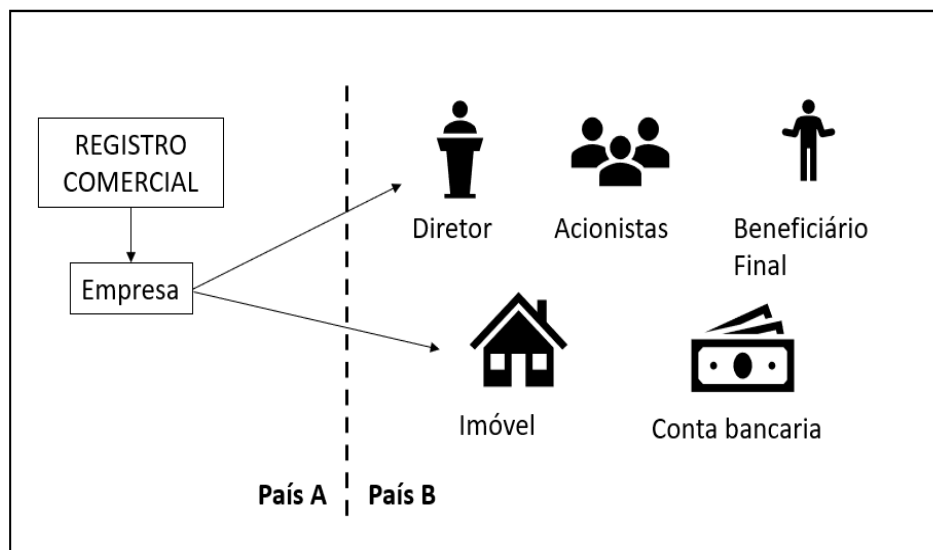 REGISTRO
COMERCIAL
Empresa
Diretor
Acionistas
Beneficiário
Final
Imóvel
Conta bancaria
País A
País B